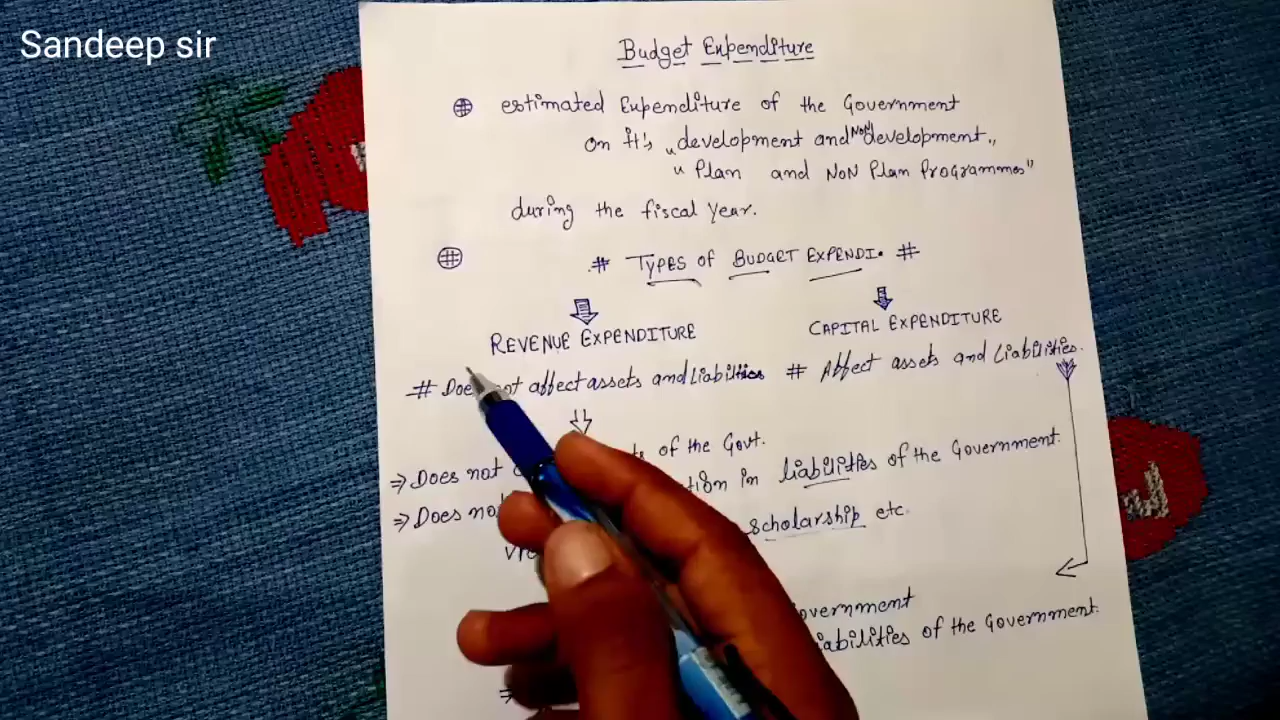 Sandeep sir
Budget Expenditure
estimated Expenditure of the Government
on it's „development and Non development„
" Plan and Non Plan Programmes"
during the fiscal year.
# TYPES of BUDGET EXPENDI. #
REVENUE EXPENDITURE
CAPITAL EXPENDITURE
# Does not affect assets and Liabilities
# Affect assets and Liabilities.
⇒ Does not of the Govt.
⇒ Does not in liabilities of the Government.
scholarship etc.
Government
Liabilities of the Government.